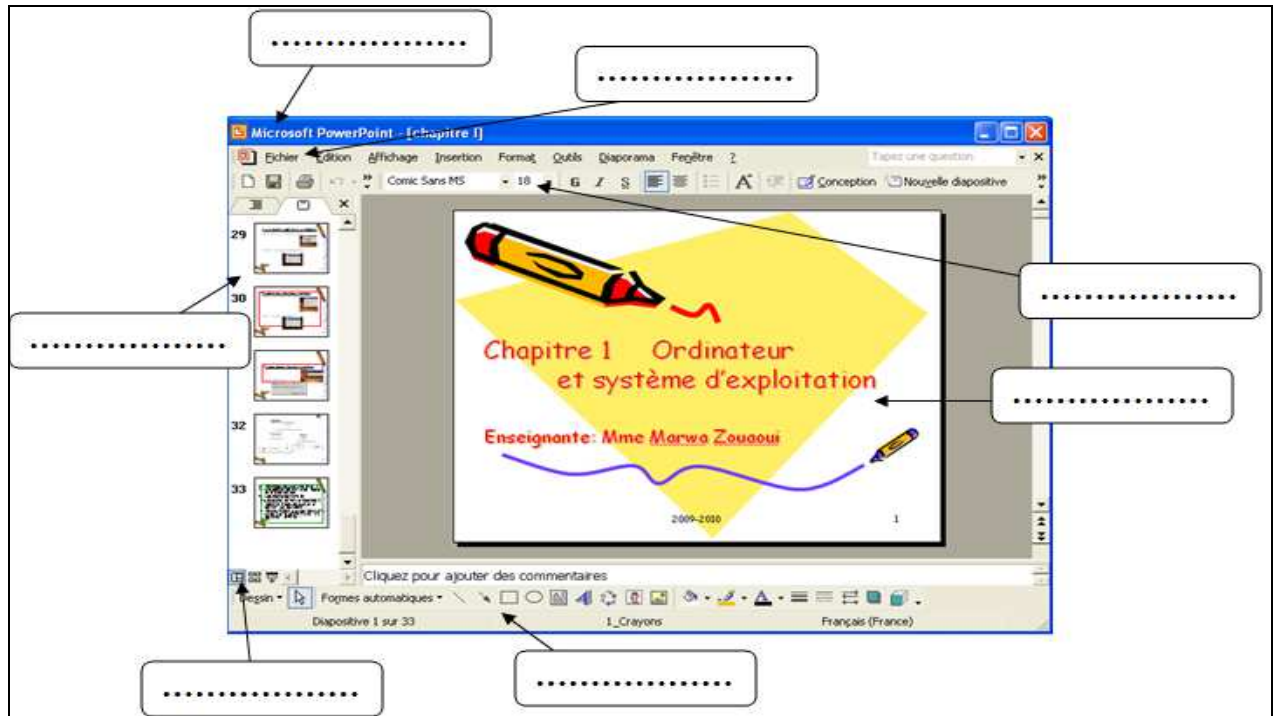 ..................
..................
Microsoft PowerPoint - [chapitre I]
Fichier Edition Affichage Insertion Format Outils Diaporama Fenêtre ? Tapez une question
Comic Sans MS 18 G I S A Conception Nouvelle diapositive
29
30
32
33
..................
..................
..................
Chapitre 1 Ordinateur
et système d'exploitation
Enseignante: Mme Marwa Zouaoui
2009-2010 1
Cliquez pour ajouter des commentaires
Dessin Formes automatiques
Diapositive 1 sur 33 1_Crayons Français (France)
..................
..................